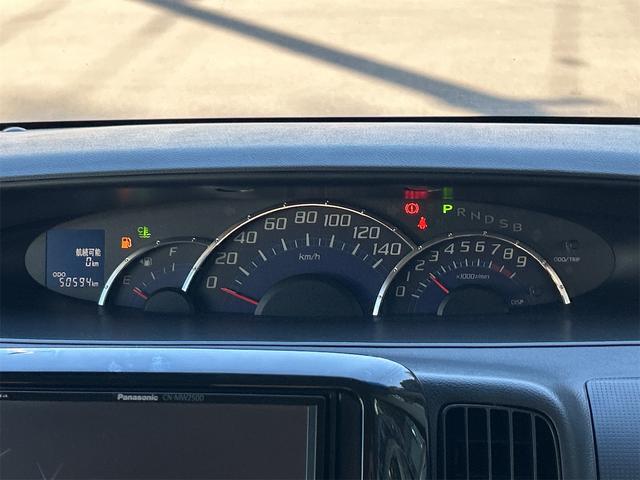 航続可能
0km
ODO
50594km
E F
0 20 40 60 80 100 120 140
km/h
P R N D S B
0 1 2 3 4 5 6 7 8 9
×1000r/min
DISP
ODO/TRIP
Panasonic CN-MW250D